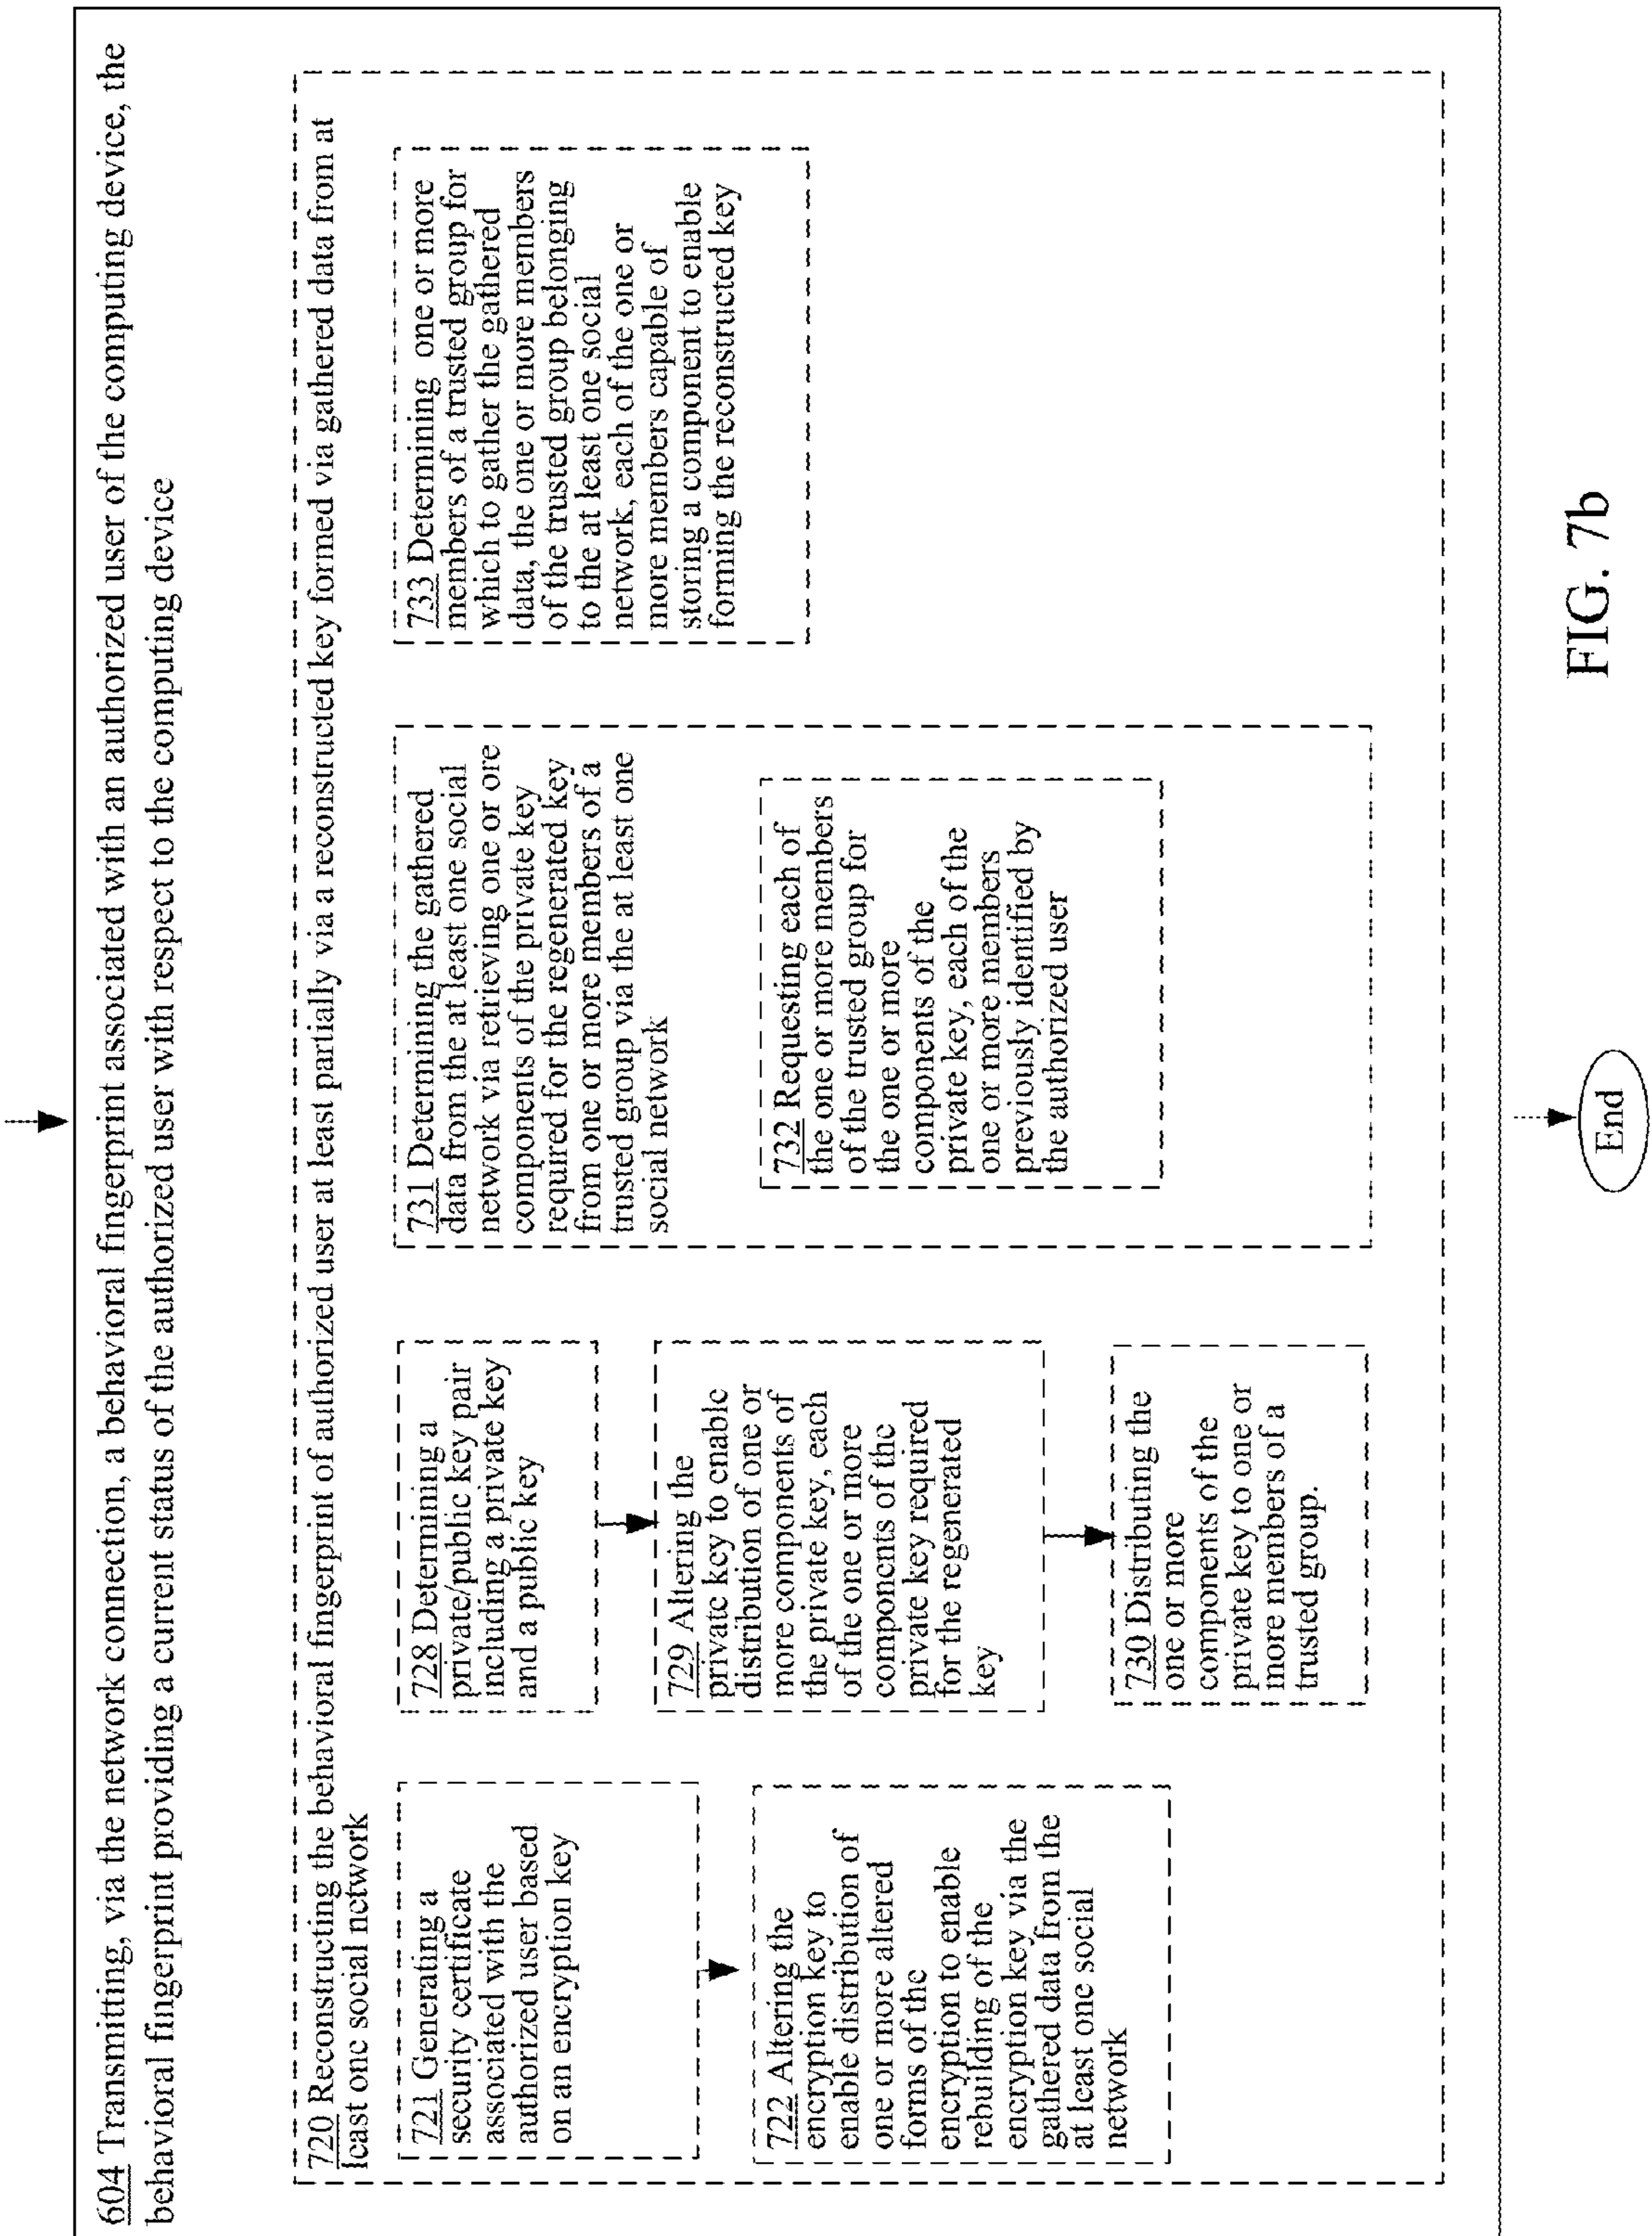 604 Transmitting, via the network connection, a behavioral fingerprint associated with an authorized user of the computing device, the
behavioral fingerprint providing a current status of the authorized user with respect to the computing device
720 Reconstructing the behavioral fingerprint of authorized user at least partially via a reconstructed key formed via gathered data from at
least one social network
721 Generating a
security certificate
associated with the
authorized user based
on an encryption key
722 Altering the
encryption key to
enable distribution of
one or more altered
forms of the
encryption to enable
rebuilding of the
encryption key via the
gathered data from the
at least one social
network
728 Determining a
private/public key pair
including a private key
and a public key
729 Altering the
private key to enable
distribution of one or
more components of
the private key, each
of the one or more
components of the
private key required
for the regenerated
key
730 Distributing the
one or more
components of the
private key to one or
more members of a
trusted group.
731 Determining the gathered
data from the at least one social
network via retrieving one or ore
components of the private key
required for the regenerated key
from one or more members of a
trusted group via the at least one
social network
732 Requesting each of
the one or more members
of the trusted group for
the one or more
components of the
private key, each of the
one or more members
previously identified by
the authorized user
733 Determining one or more
members of a trusted group for
which to gather the gathered
data, the one or more members
of the trusted group belonging
to the at least one social
network, each of the one or
more members capable of
storing a component to enable
forming the reconstructed key
End
FIG. 7b